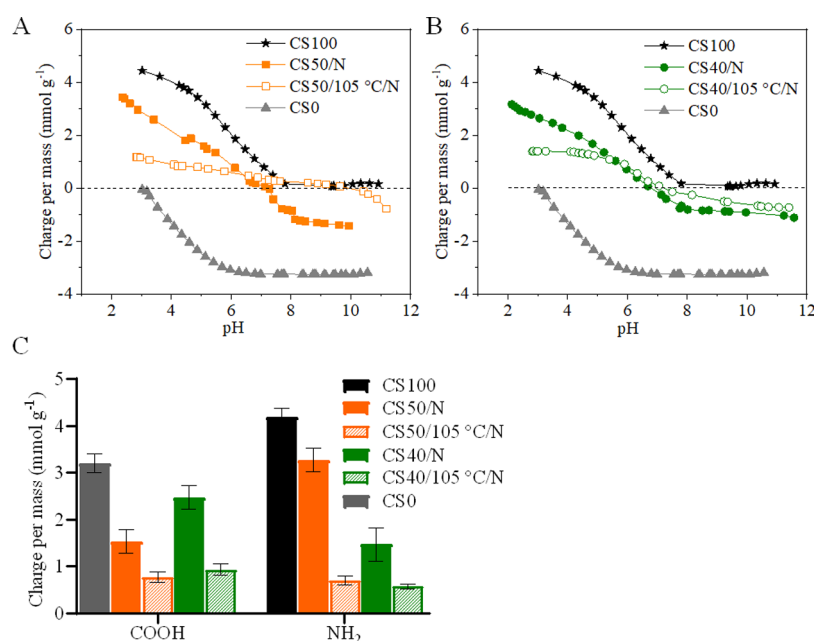 A
CS100
CS50/N
CS50/105 °C/N
CS0
Charge per mass (mmol g⁻¹)
6
4
2
0
-2
-4
2
4
6
8
10
12
pH
B
CS100
CS40/N
CS40/105 °C/N
CS0
Charge per mass (mmol g⁻¹)
6
4
2
0
-2
-4
0
2
4
6
8
10
12
pH
C
CS100
CS50/N
CS50/105 °C/N
CS40/N
CS40/105 °C/N
CS0
Charge per mass (mmol g⁻¹)
5
4
3
2
1
0
COOH
NH₂